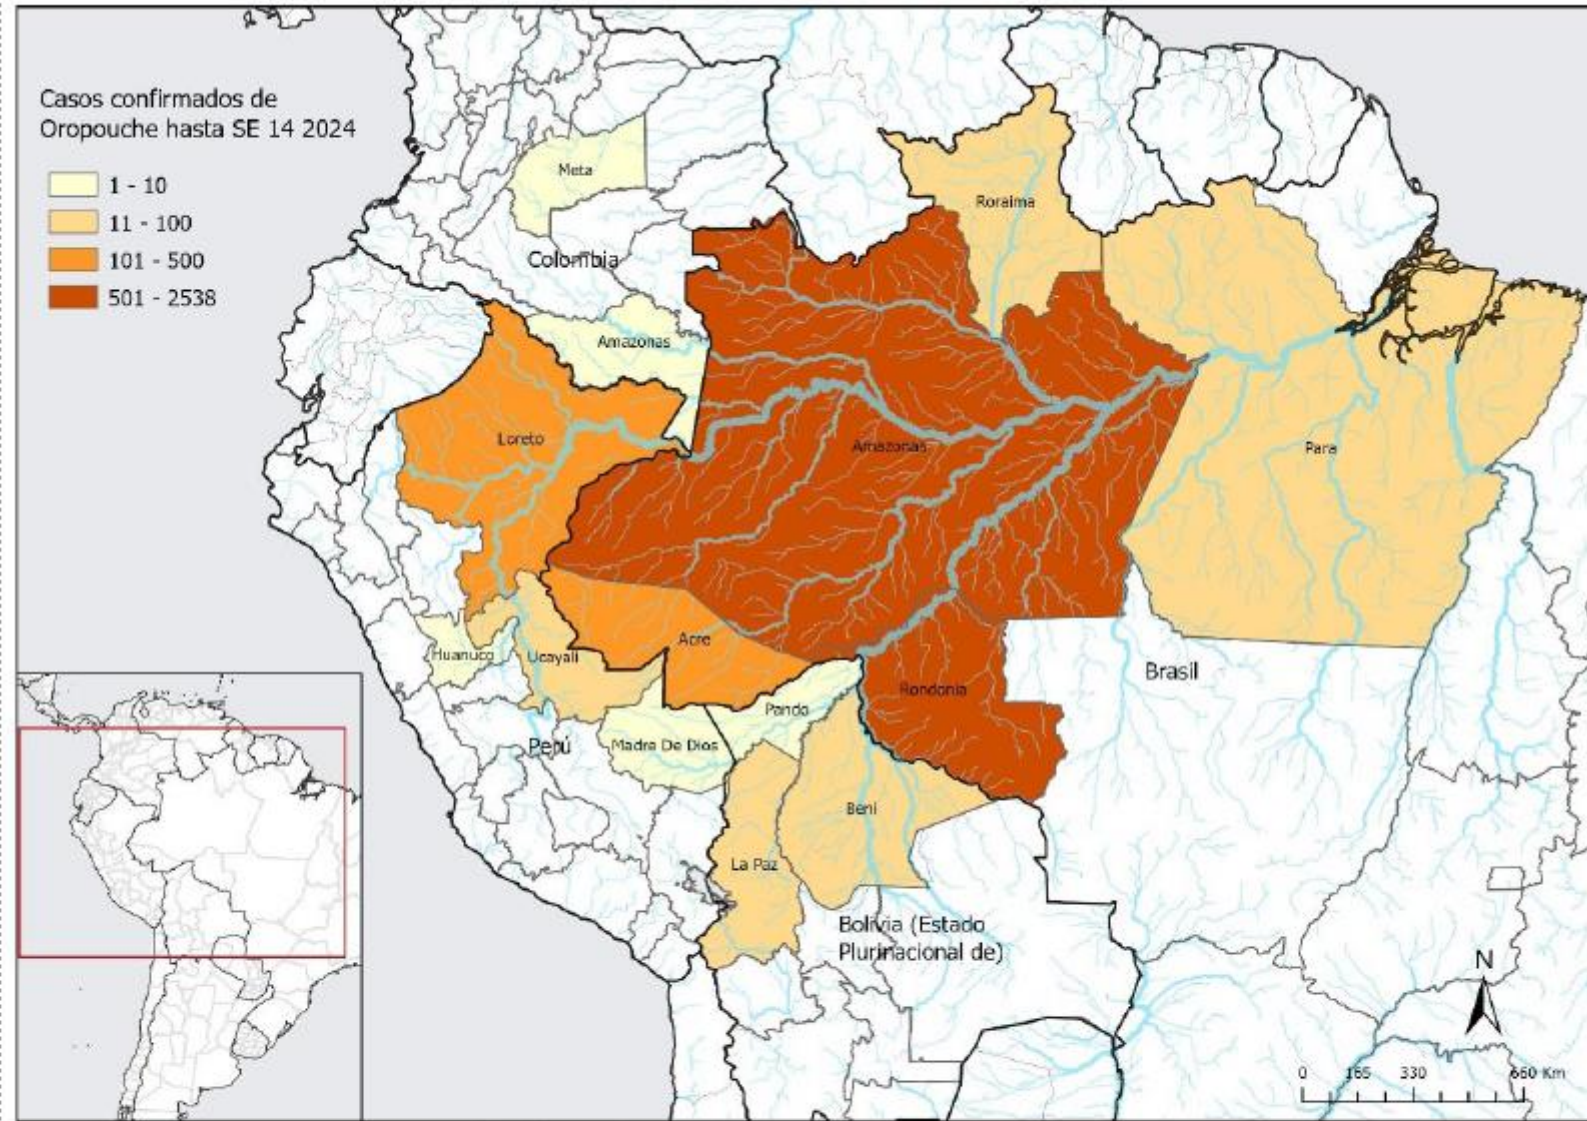 Casos confirmados de
Oropouche hasta SE 14 2024
1 - 10
11 - 100
101 - 500
501 - 2538
Meta
Roraima
Colombia
Amazonas
Loreto
Amazonas
Para
Acre
Huanuco
Ucayali
Brasil
Rondonia
Pando
Perú
Madre De Dios
Beni
La Paz
Bolivia (Estado
Plurinacional de)
N
0 165 330 660 Km